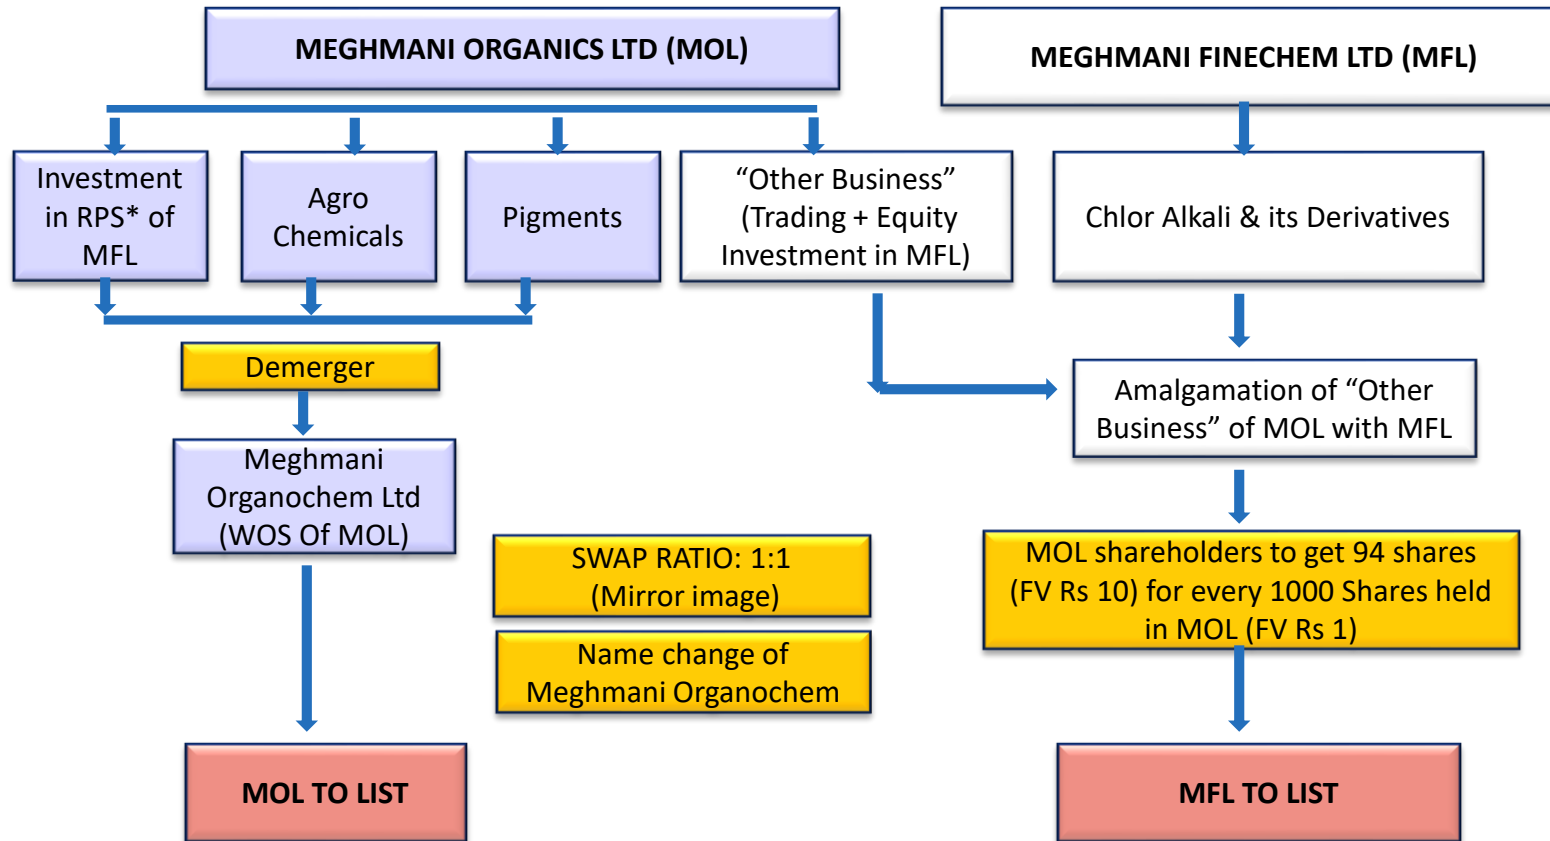 MEGHMANI ORGANICS LTD (MOL)
MEGHMANI FINECHEM LTD (MFL)
Investment
in RPS* of
MFL
Agro
Chemicals
Pigments
“Other Business”
(Trading + Equity
Investment in MFL)
Chlor Alkali & its Derivatives
Demerger
Amalgamation of “Other
Business” of MOL with MFL
Meghmani
Organochem Ltd
(WOS Of MOL)
SWAP RATIO: 1:1
(Mirror image)
Name change of
Meghmani Organochem
MOL shareholders to get 94 shares
(FV Rs 10) for every 1000 Shares held
in MOL (FV Rs 1)
MOL TO LIST
MFL TO LIST